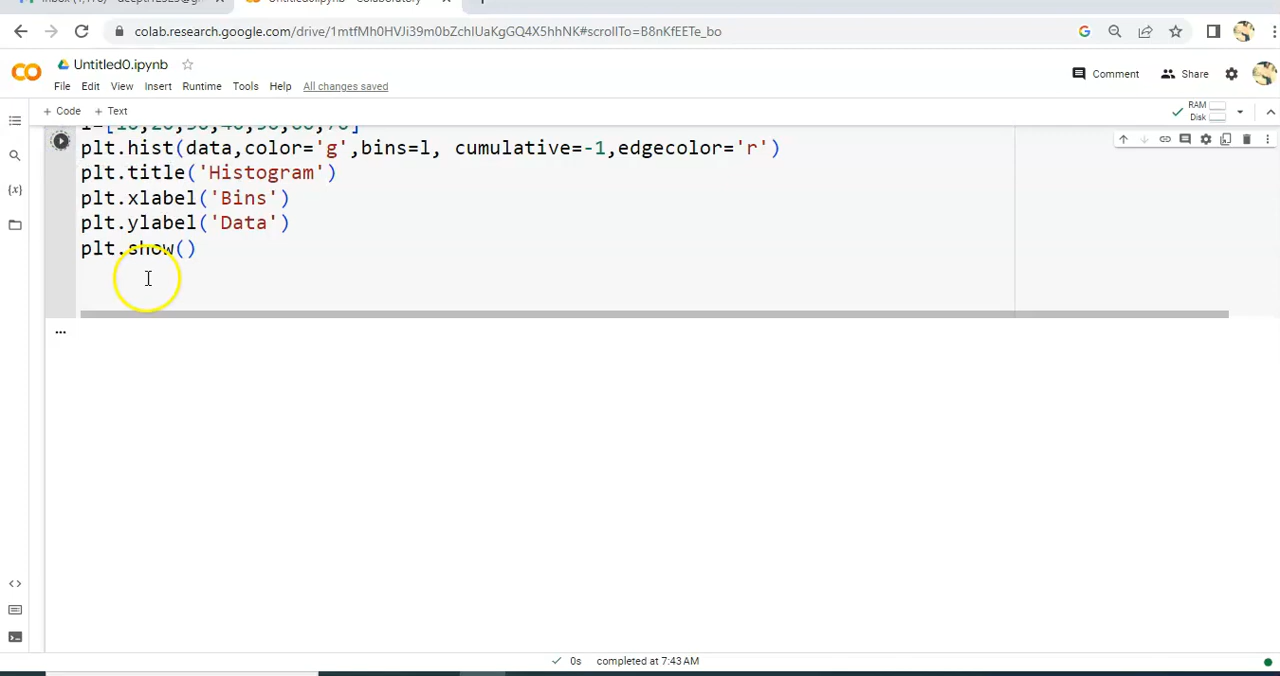 colab.research.google.com/drive/1mtfMh0HVJi39m0bZchIUaKgGQ4X5hhNK#scrollTo=B8nKfEETe_bo
Untitled0.ipynb
File Edit View Insert Runtime Tools Help All changes saved
Comment Share
+ Code + Text
RAM
Disk
plt.hist(data,color='g',bins=l, cumulative=-1,edgecolor='r')
plt.title('Histogram')
plt.xlabel('Bins')
plt.ylabel('Data')
plt.show()
...
0s completed at 7:43 AM